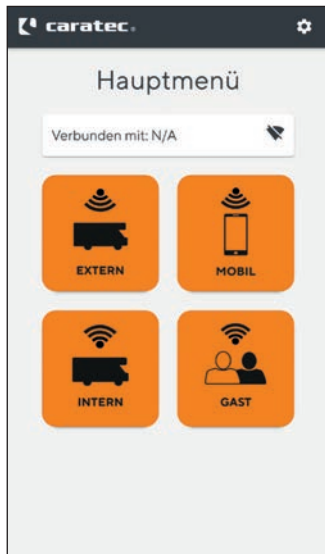 caratec.
Hauptmenü
Verbunden mit: N/A
EXTERN
MOBIL
INTERN
GAST